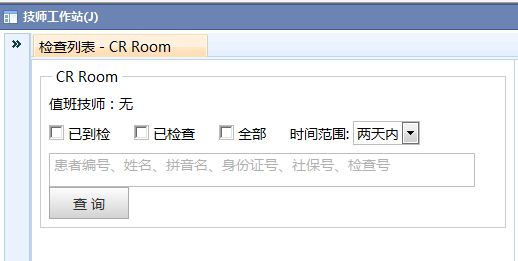 技师工作站(J)
»
检查列表 - CR Room
CR Room
值班技师：无
已到检 已检查 全部 时间范围: 两天内
患者编号、姓名、拼音名、身份证号、社保号、检查号
查 询